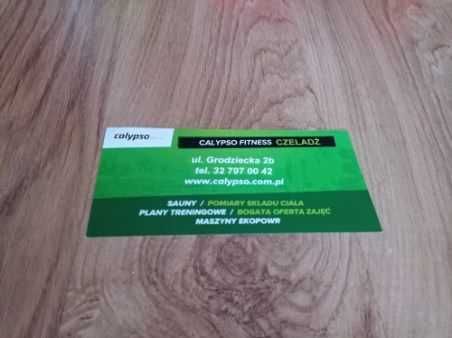 calypso
CALYPSO FITNESS CZELADŹ
ul. Grodziecka 2b
tel. 32 797 00 42
www.calypso.com.pl
SAUNY / POMIARY SKŁADU CIAŁA
PLANY TRENINGOWE / BOGATA OFERTA ZAJĘĆ
MASZYNY EKOPOWR